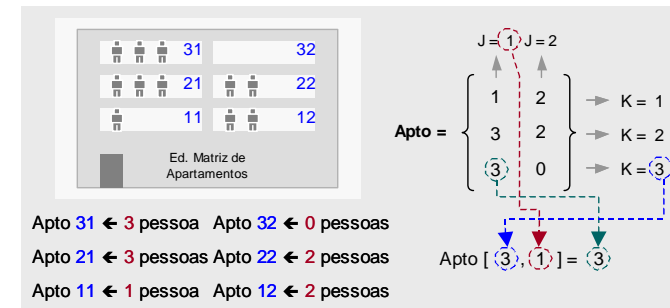 31 32
21 22
11 12
Ed. Matriz de
Apartamentos
Apto 31 🡸 3 pessoa Apto 32 🡸 0 pessoas
Apto 21 🡸 3 pessoas Apto 22 🡸 2 pessoas
Apto 11 🡸 1 pessoa Apto 12 🡸 2 pessoas
J = 1 J = 2
1 2 K = 1
Apto = 3 2 K = 2
3 0 K = 3
Apto [ 3 , 1 ] = 3